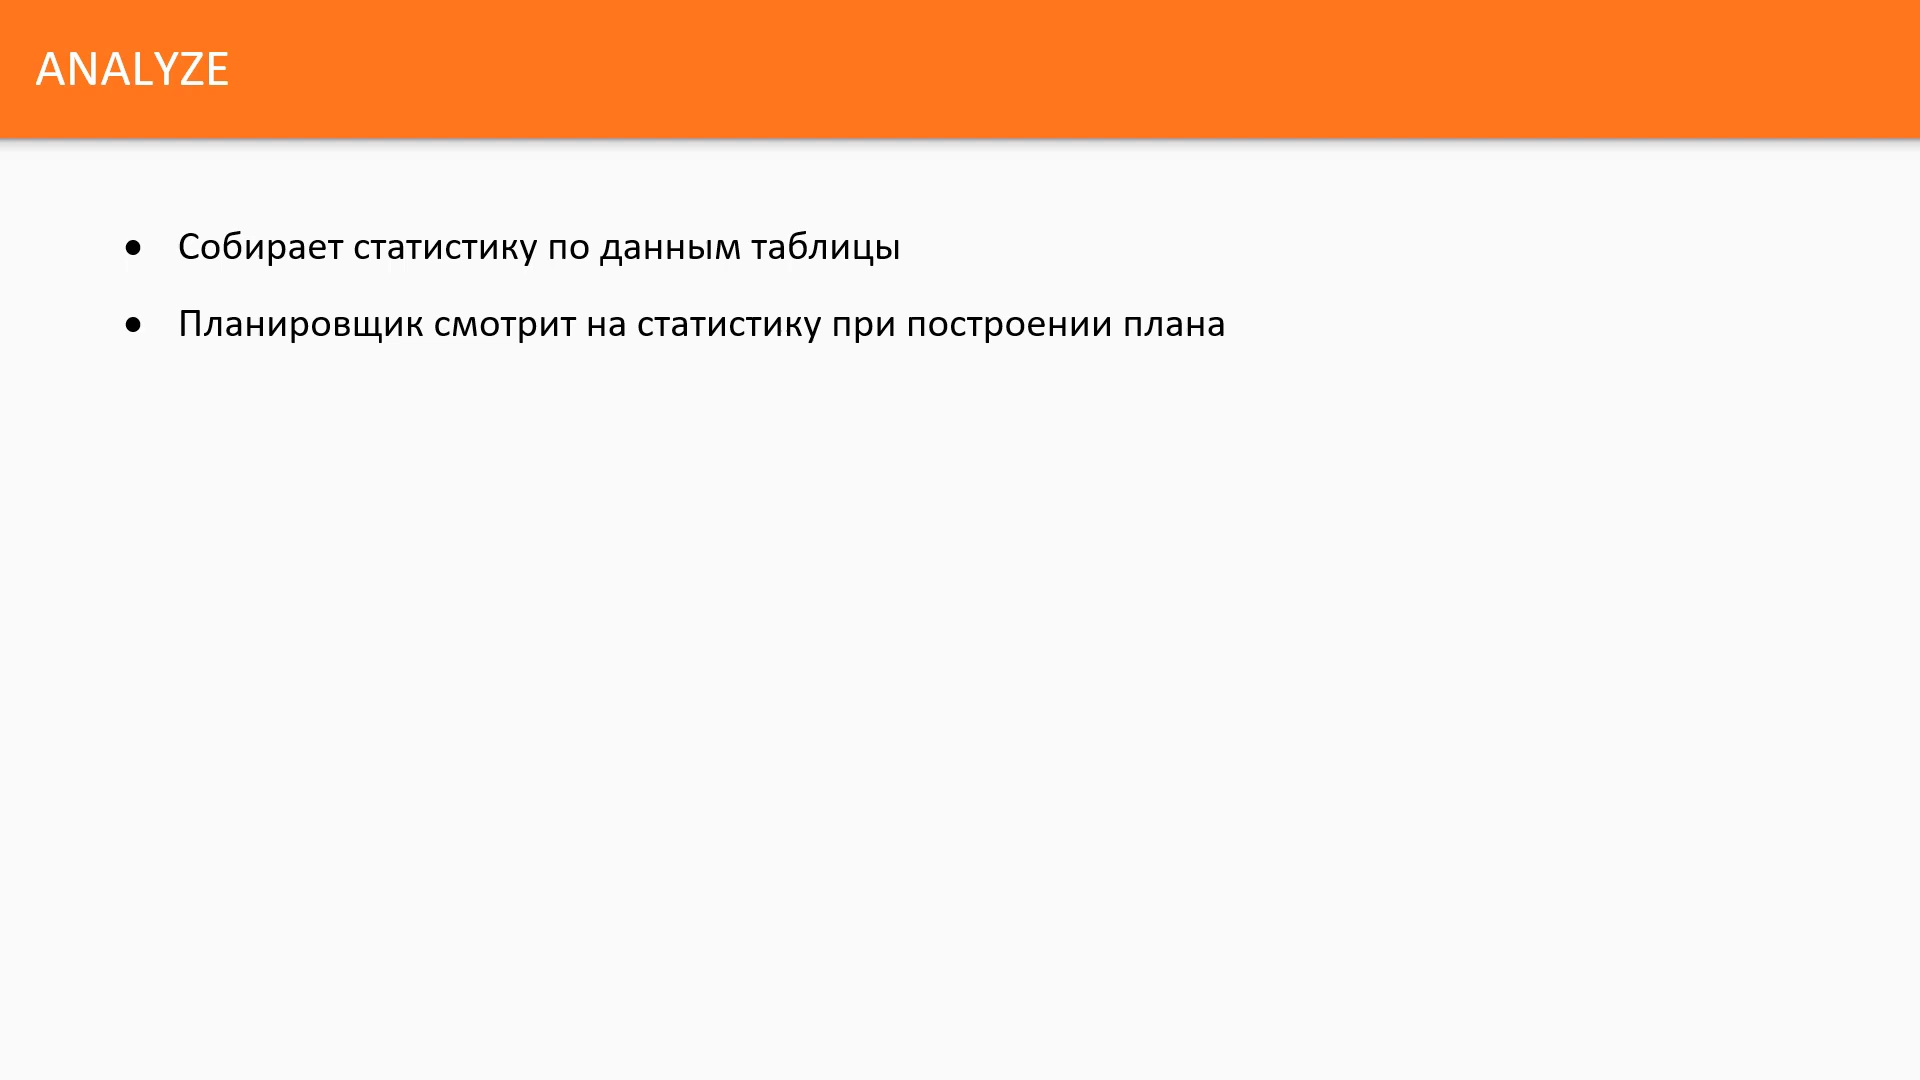 ANALYZE
● Собирает статистику по данным таблицы
● Планировщик смотрит на статистику при построении плана